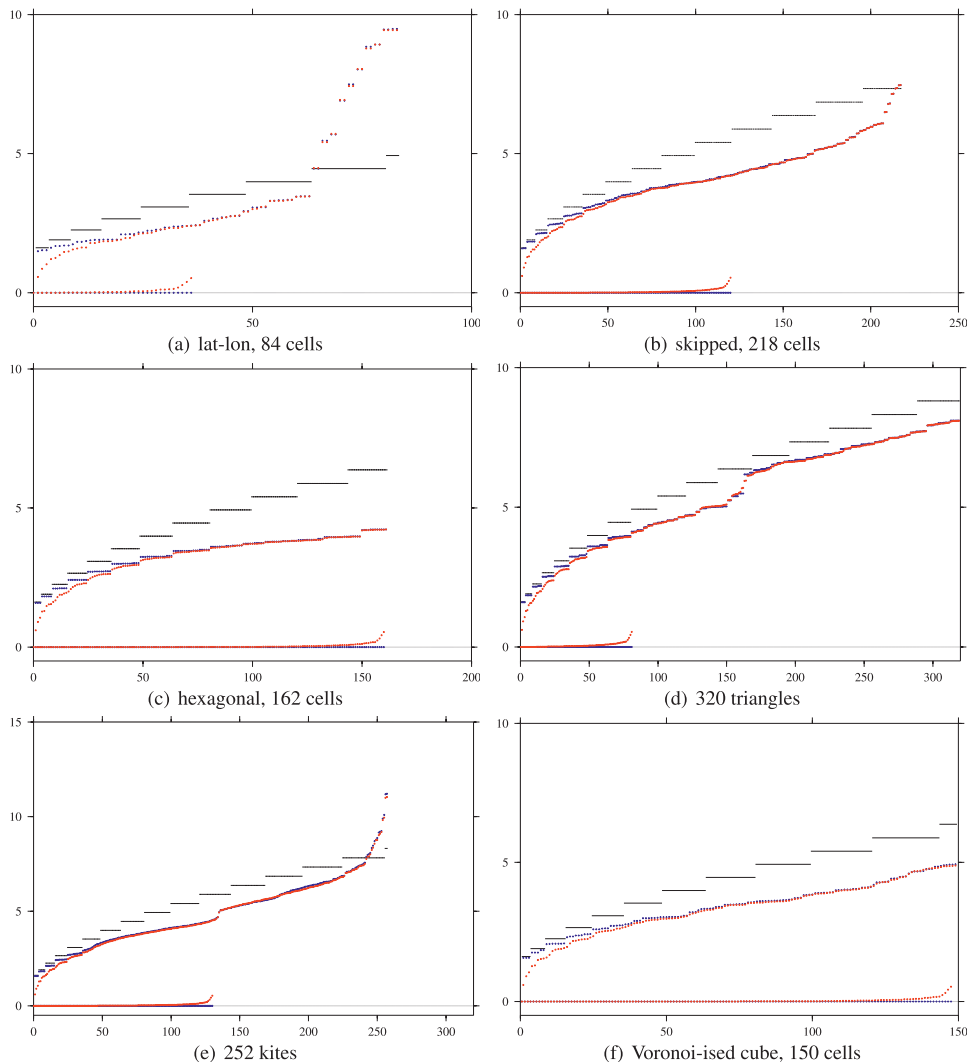 10
5
0
0 50 100
(a) lat-lon, 84 cells
10
5
0
0 50 100 150 200 250
(b) skipped, 218 cells
10
5
0
0 50 100 150 200
(c) hexagonal, 162 cells
10
5
0
0 50 100 150 200 250 300
(d) 320 triangles
15
10
5
0
0 50 100 150 200 250 300
(e) 252 kites
10
5
0
0 50 100 150
(f) Voronoi-ised cube, 150 cells